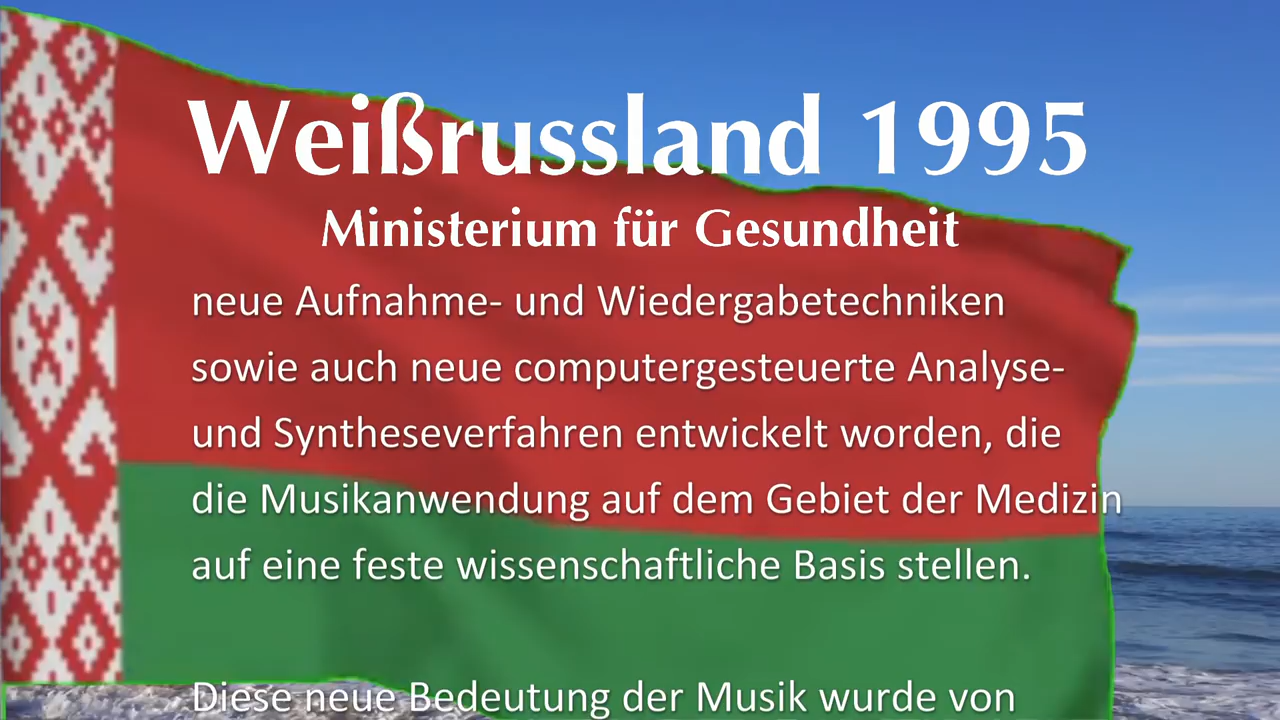 Weißrussland 1995
Ministerium für Gesundheit
neue Aufnahme- und Wiedergabetechniken
sowie auch neue computergesteuerte Analyse-
und Syntheseverfahren entwickelt worden, die
die Musikanwendung auf dem Gebiet der Medizin
auf eine feste wissenschaftliche Basis stellen.
Diese neue Bedeutung der Musik wurde von